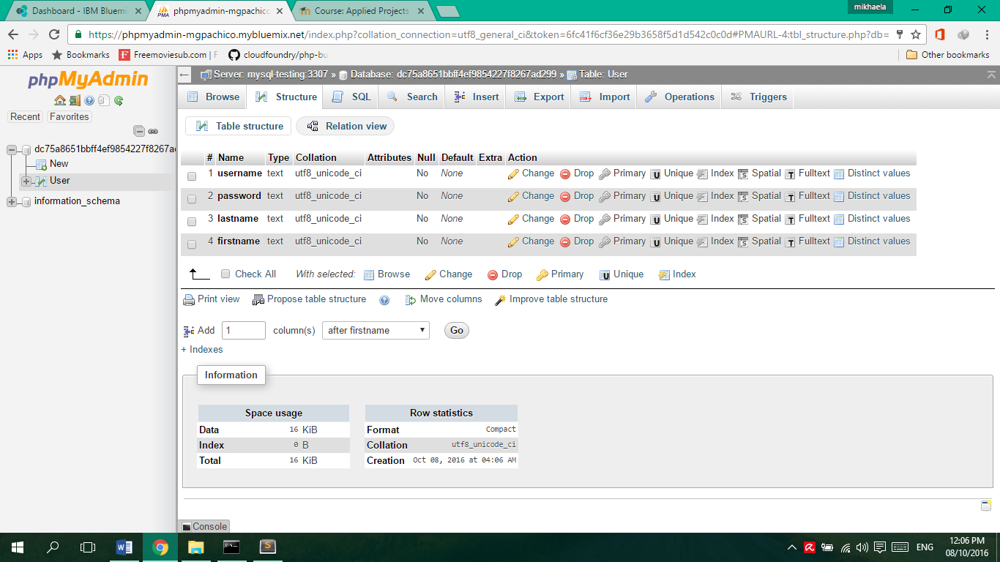 Dashboard - IBM Bluemi
phpmyadmin-mgpachico
Course: Applied Projects
mikhaela
https://phpmyadmin-mgpachico.mybluemix.net/index.php?collation_connection=utf8_general_ci&token=6fc41f6cf36e29b3658f5d1d542c0c0d#PMAURL-4:tbl_structure.php?db=
Apps Bookmarks Freemoviesub.com | F cloudfoundry/php-bu Other bookmarks
phpMyAdmin
Recent Favorites
dc75a8651bbff4ef9854227f8267a
New
User
information_schema
Server: mysql-testing:3307 » Database: dc75a8651bbff4ef9854227f8267ad299 » Table: User
Browse Structure SQL Search Insert Export Import Operations Triggers
Table structure Relation view
# Name Type Collation Attributes Null Default Extra Action
1 username text utf8_unicode_ci No None Change Drop Primary Unique Index Spatial Fulltext Distinct values
2 password text utf8_unicode_ci No None Change Drop Primary Unique Index Spatial Fulltext Distinct values
3 lastname text utf8_unicode_ci No None Change Drop Primary Unique Index Spatial Fulltext Distinct values
4 firstname text utf8_unicode_ci No None Change Drop Primary Unique Index Spatial Fulltext Distinct values
Check All With selected: Browse Change Drop Primary Unique Index
Print view Propose table structure Move columns Improve table structure
Add 1 column(s) after firstname Go
+ Indexes
Information
Space usage
Data 16 KiB
Index 0 B
Total 16 KiB
Row statistics
Format Compact
Collation utf8_unicode_ci
Creation Oct 08, 2016 at 04:06 AM
Console
ENG
12:06 PM
08/10/2016